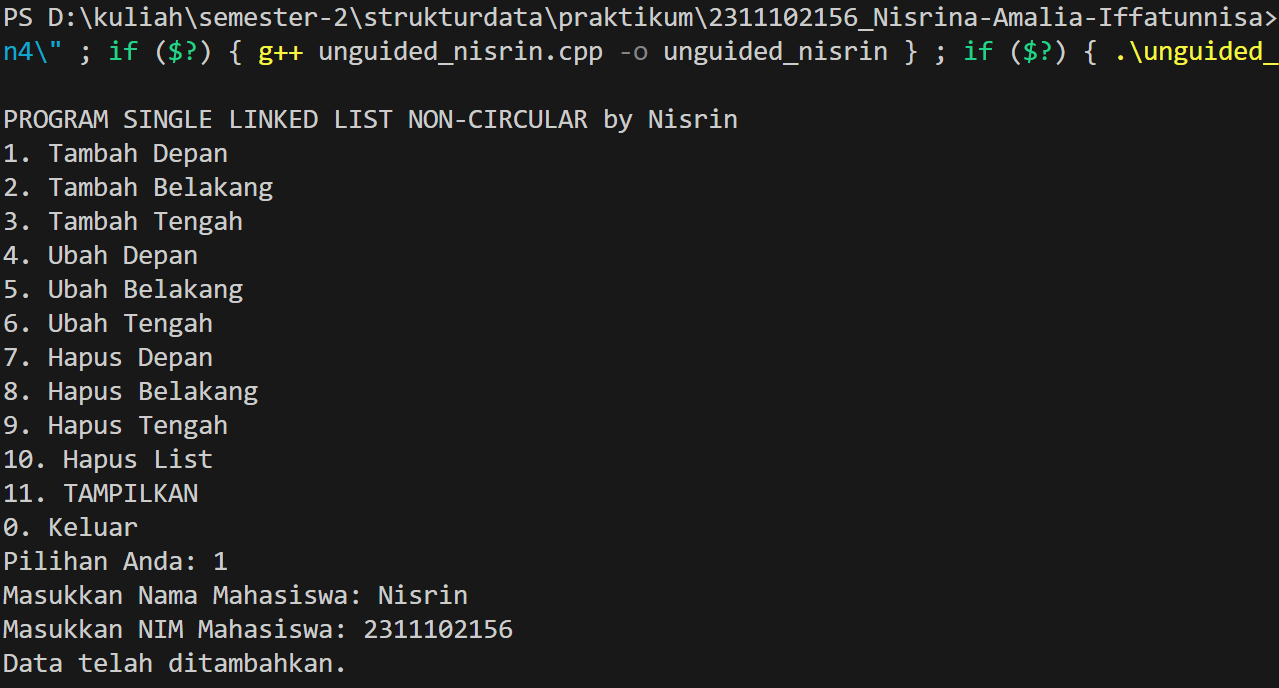 PS D:\kuliah\semester-2\strukturdata\praktikum\2311102156_Nisrina-Amalia-Iffatunnisa>
n4\" ; if ($?) { g++ unguided_nisrin.cpp -o unguided_nisrin } ; if ($?) { .\unguided_
PROGRAM SINGLE LINKED LIST NON-CIRCULAR by Nisrin
1. Tambah Depan
2. Tambah Belakang
3. Tambah Tengah
4. Ubah Depan
5. Ubah Belakang
6. Ubah Tengah
7. Hapus Depan
8. Hapus Belakang
9. Hapus Tengah
10. Hapus List
11. TAMPILKAN
0. Keluar
Pilihan Anda: 1
Masukkan Nama Mahasiswa: Nisrin
Masukkan NIM Mahasiswa: 2311102156
Data telah ditambahkan.